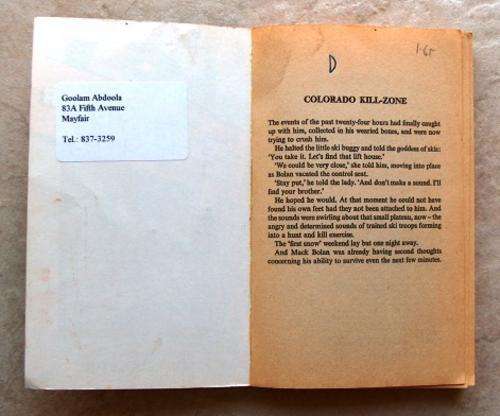 Goolam Abdoola
83A Fifth Avenue
Mayfair
Tel.: 837-3259
D
1-65
COLORADO KILL-ZONE
The events of the past twenty-four hours had finally caught
up with him, collected in his wearied bones, and were now
trying to crush him.
He halted the little ski buggy and told the goddess of skis:
'You take it. Let's find that lift house.'
'We could be very close,' she told him, moving into place
as Bolan vacated the control seat.
'Stay put,' he told the lady. 'And don't make a sound. I'll
find your brother.'
He hoped he would. At that moment he could not have
found his own feet had they not been attached to him. And
the sounds were swirling about that small plateau, now – the
angry and determined sounds of trained ski troops forming
into a hunt and kill exercise.
The 'first snow' weekend lay but one night away.
And Mack Bolan was already having second thoughts
concerning his ability to survive even the next few minutes.